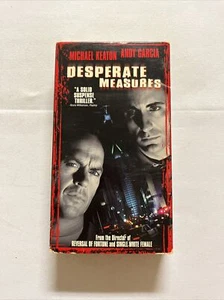 MICHAEL KEATON ANDY GARCIA
DESPERATE
MEASURES
"A SOLID
SUSPENSE
THRILLER."
From the Director of
REVERSAL OF FORTUNE and SINGLE WHITE FEMALE